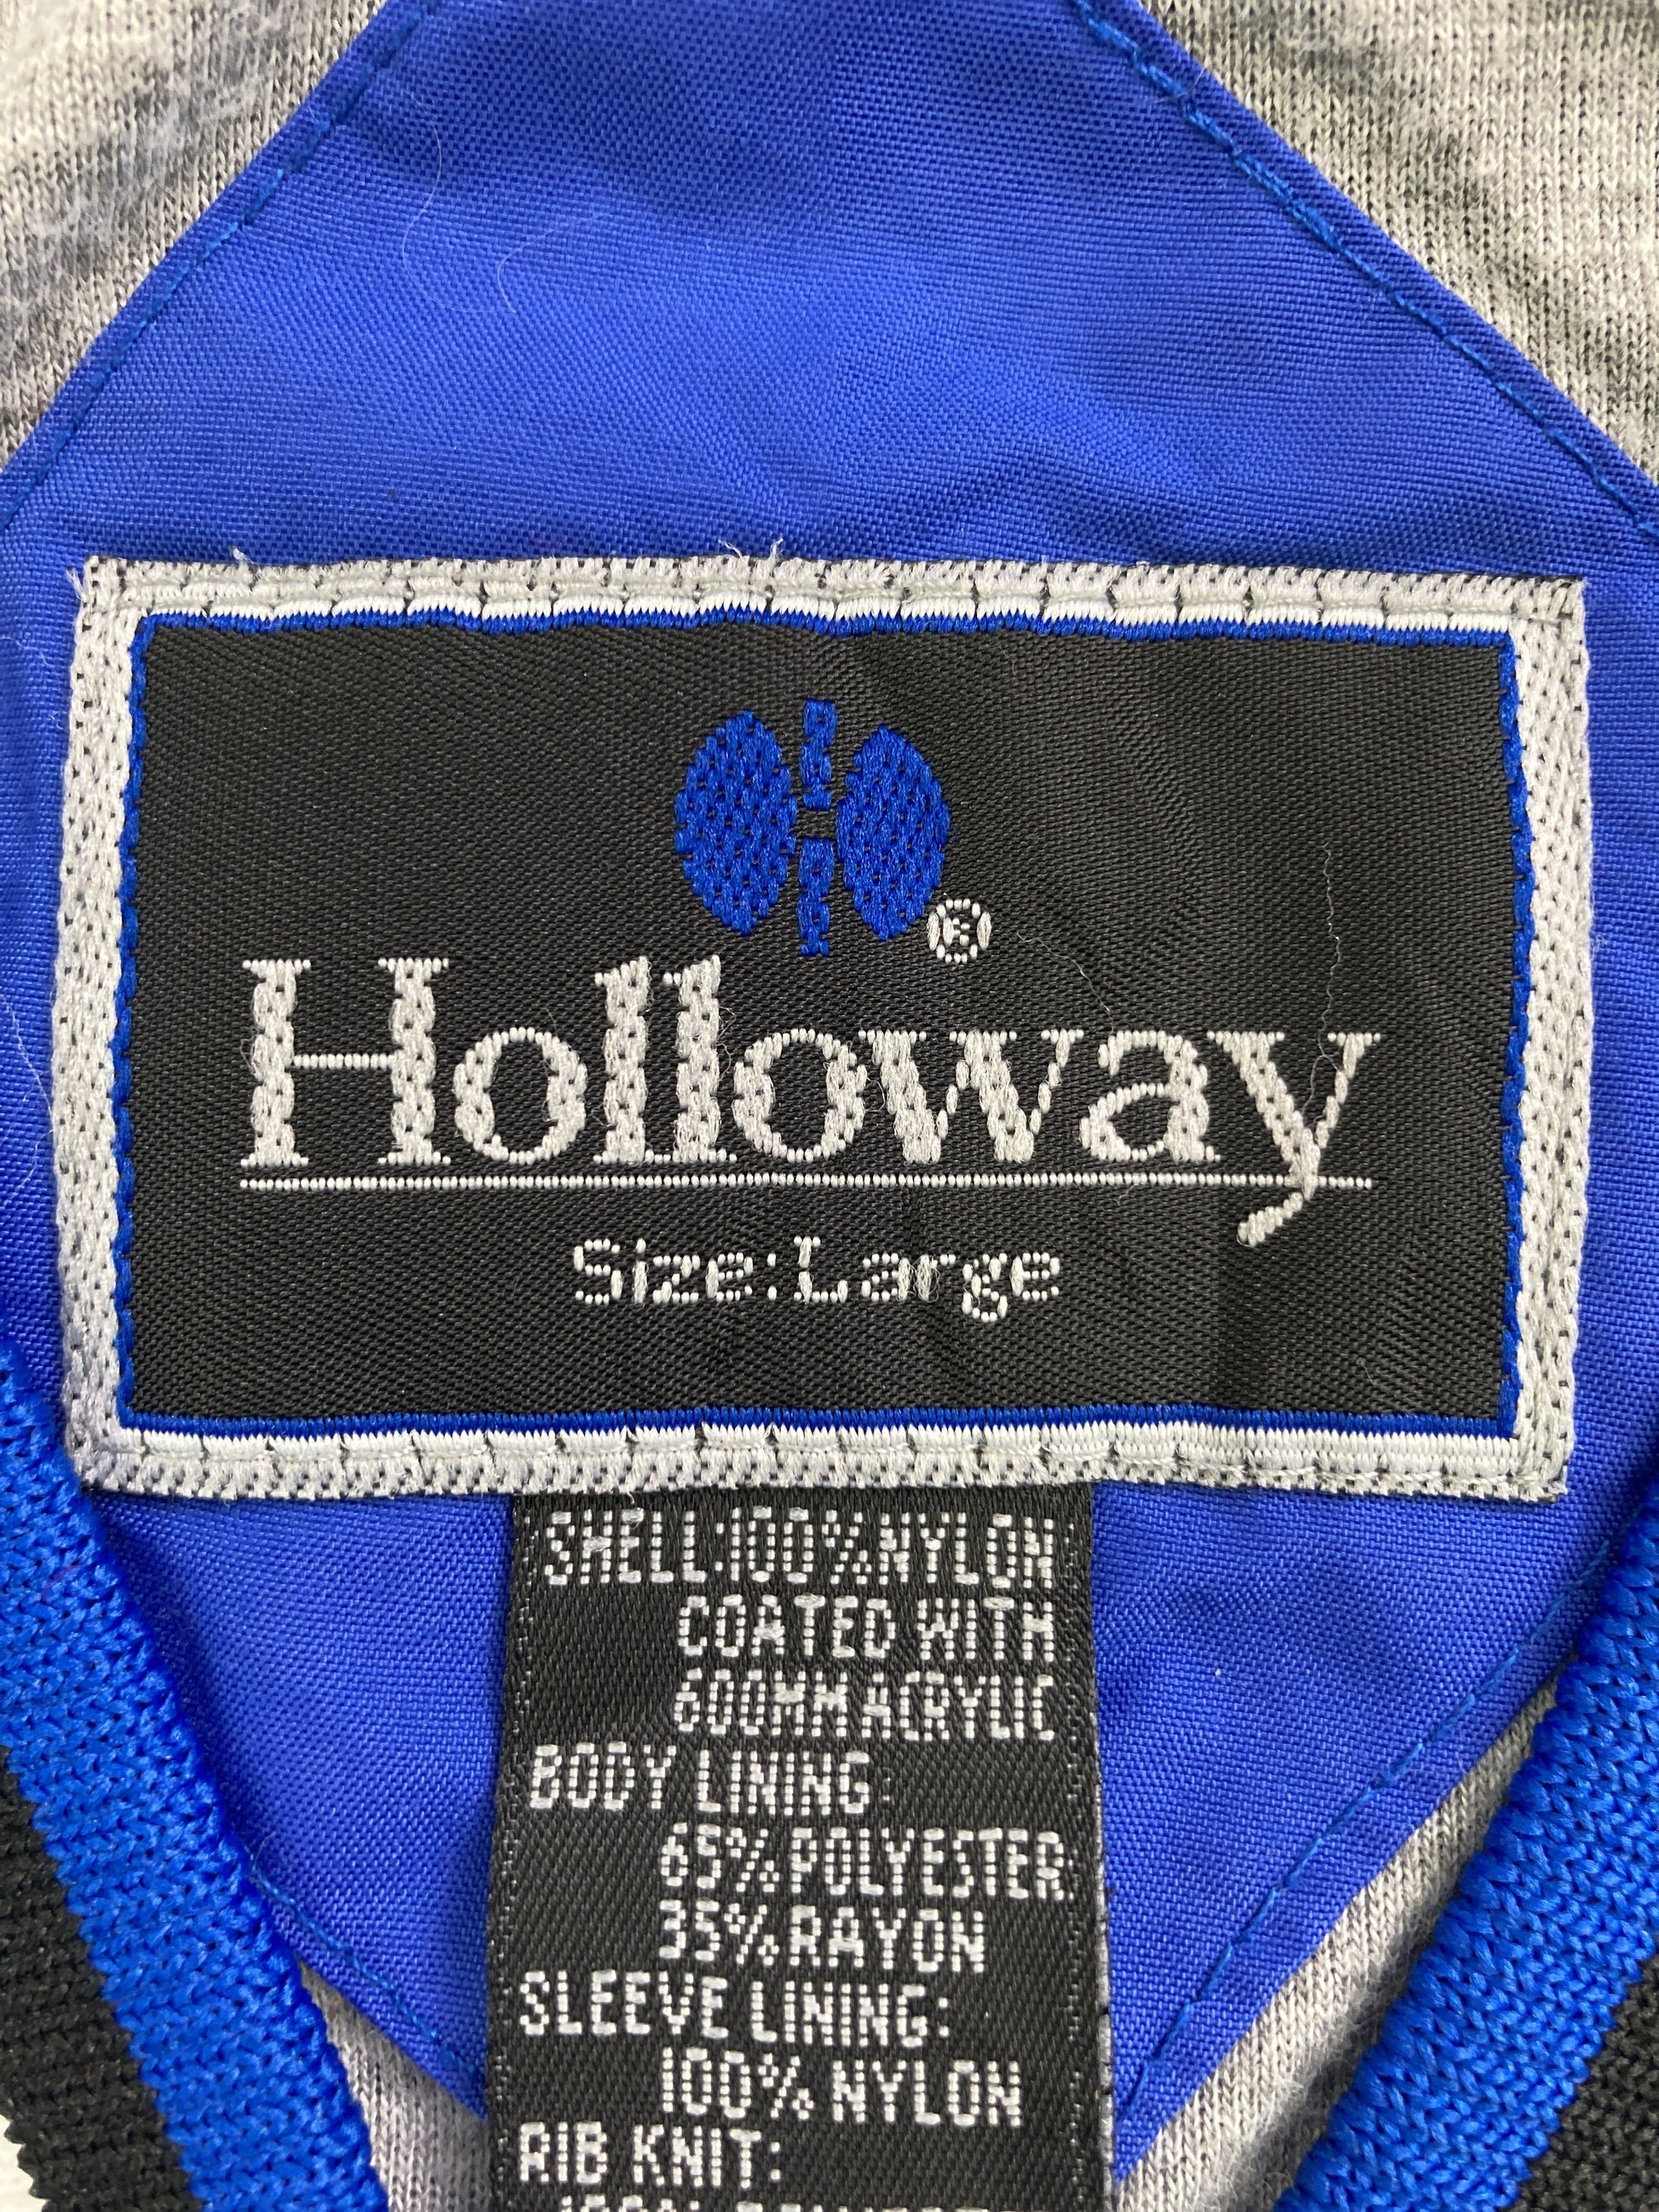 ®
Holloway
Size:Large
SHELL:100%NYLON
COATED WITH
600MM ACRYLIC
BODY LINING:
65%POLYESTER
35%RAYON
SLEEVE LINING:
100%NYLON
RIB KNIT: